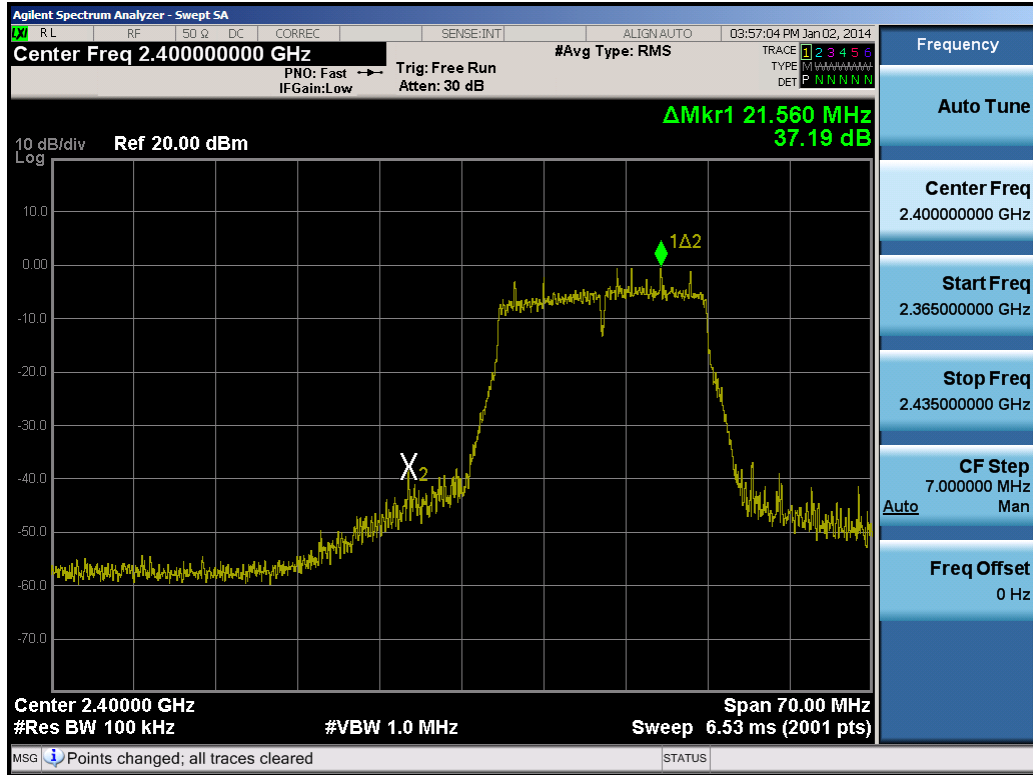 Agilent Spectrum Analyzer - Swept SA
LXI RL RF 50 Ω DC CORREC SENSE:INT ALIGN AUTO 03:57:04 PM Jan 02, 2014
Center Freq 2.400000000 GHz
PNO: Fast
IFGain:Low
Trig: Free Run
Atten: 30 dB
#Avg Type: RMS
TRACE 1 2 3 4 5 6
TYPE M
DET P N N N N N
ΔMkr1 21.560 MHz
37.19 dB
10 dB/div Ref 20.00 dBm
Log
10.0
0.00
-10.0
-20.0
-30.0
-40.0
-50.0
-60.0
-70.0
1Δ2
X2
Center 2.40000 GHz Span 70.00 MHz
#Res BW 100 kHz #VBW 1.0 MHz Sweep 6.53 ms (2001 pts)
MSG Points changed; all traces cleared STATUS
Frequency
Auto Tune
Center Freq
2.400000000 GHz
Start Freq
2.365000000 GHz
Stop Freq
2.435000000 GHz
CF Step
7.000000 MHz
Auto Man
Freq Offset
0 Hz